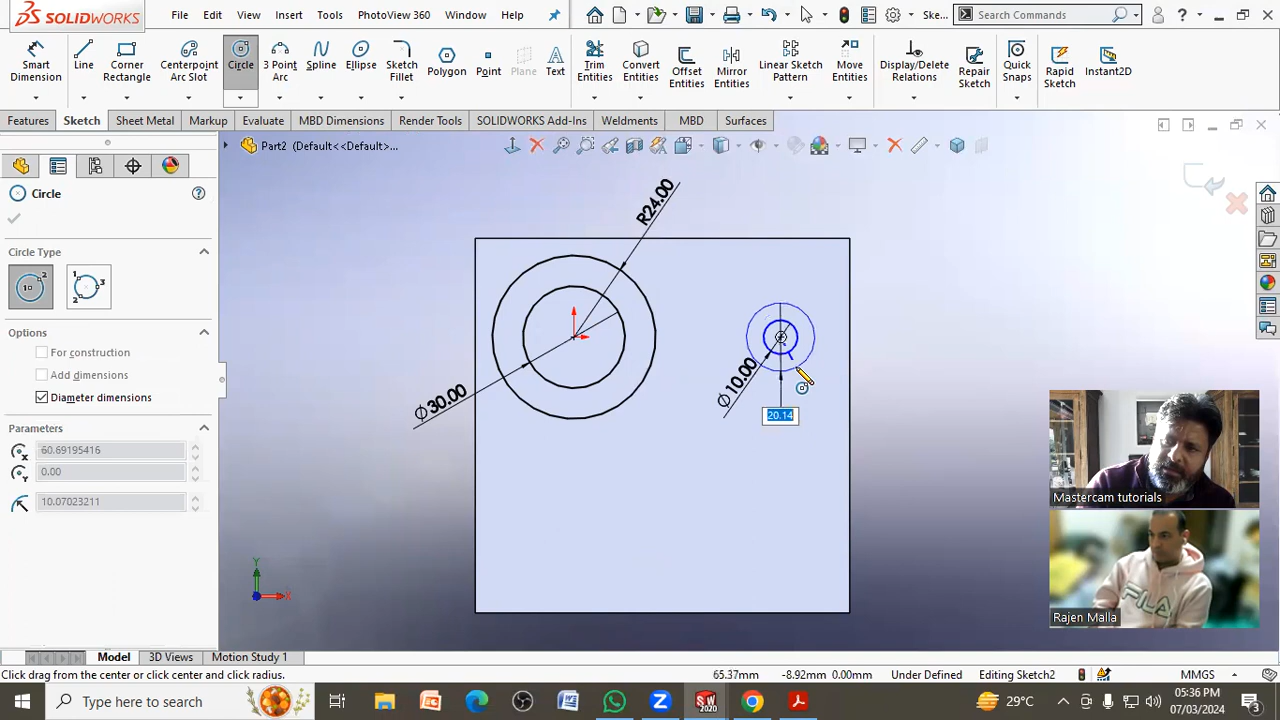 SOLIDWORKS
File
Edit
View
Insert
Tools
PhotoView 360
Window
Help
Ske...
Search Commands
Smart Dimension
Line
Corner Rectangle
Centerpoint Arc Slot
Circle
3 Point Arc
Spline
Ellipse
Sketch Fillet
Polygon
Point
Plane
Text
Trim Entities
Convert Entities
Offset Entities
Mirror Entities
Linear Sketch Pattern
Move Entities
Display/Delete Relations
Repair Sketch
Quick Snaps
Rapid Sketch
Instant2D
Features
Sketch
Sheet Metal
Markup
Evaluate
MBD Dimensions
Render Tools
SOLIDWORKS Add-Ins
Weldments
MBD
Surfaces
Part2 (Default<<Default>...
Circle
Circle Type
Options
For construction
Add dimensions
Diameter dimensions
Parameters
60.69195416
0.00
10.07023211
R24.00
∅30.00
∅10.00
20.14
Y
X
Mastercam tutorials
Rajen Malla
Model
3D Views
Motion Study 1
Click drag from the center or click center and click radius.
65.37mm
-8.92mm
0.00mm
Under Defined
Editing Sketch2
MMGS
Type here to search
29°C
05:36 PM
07/03/2024